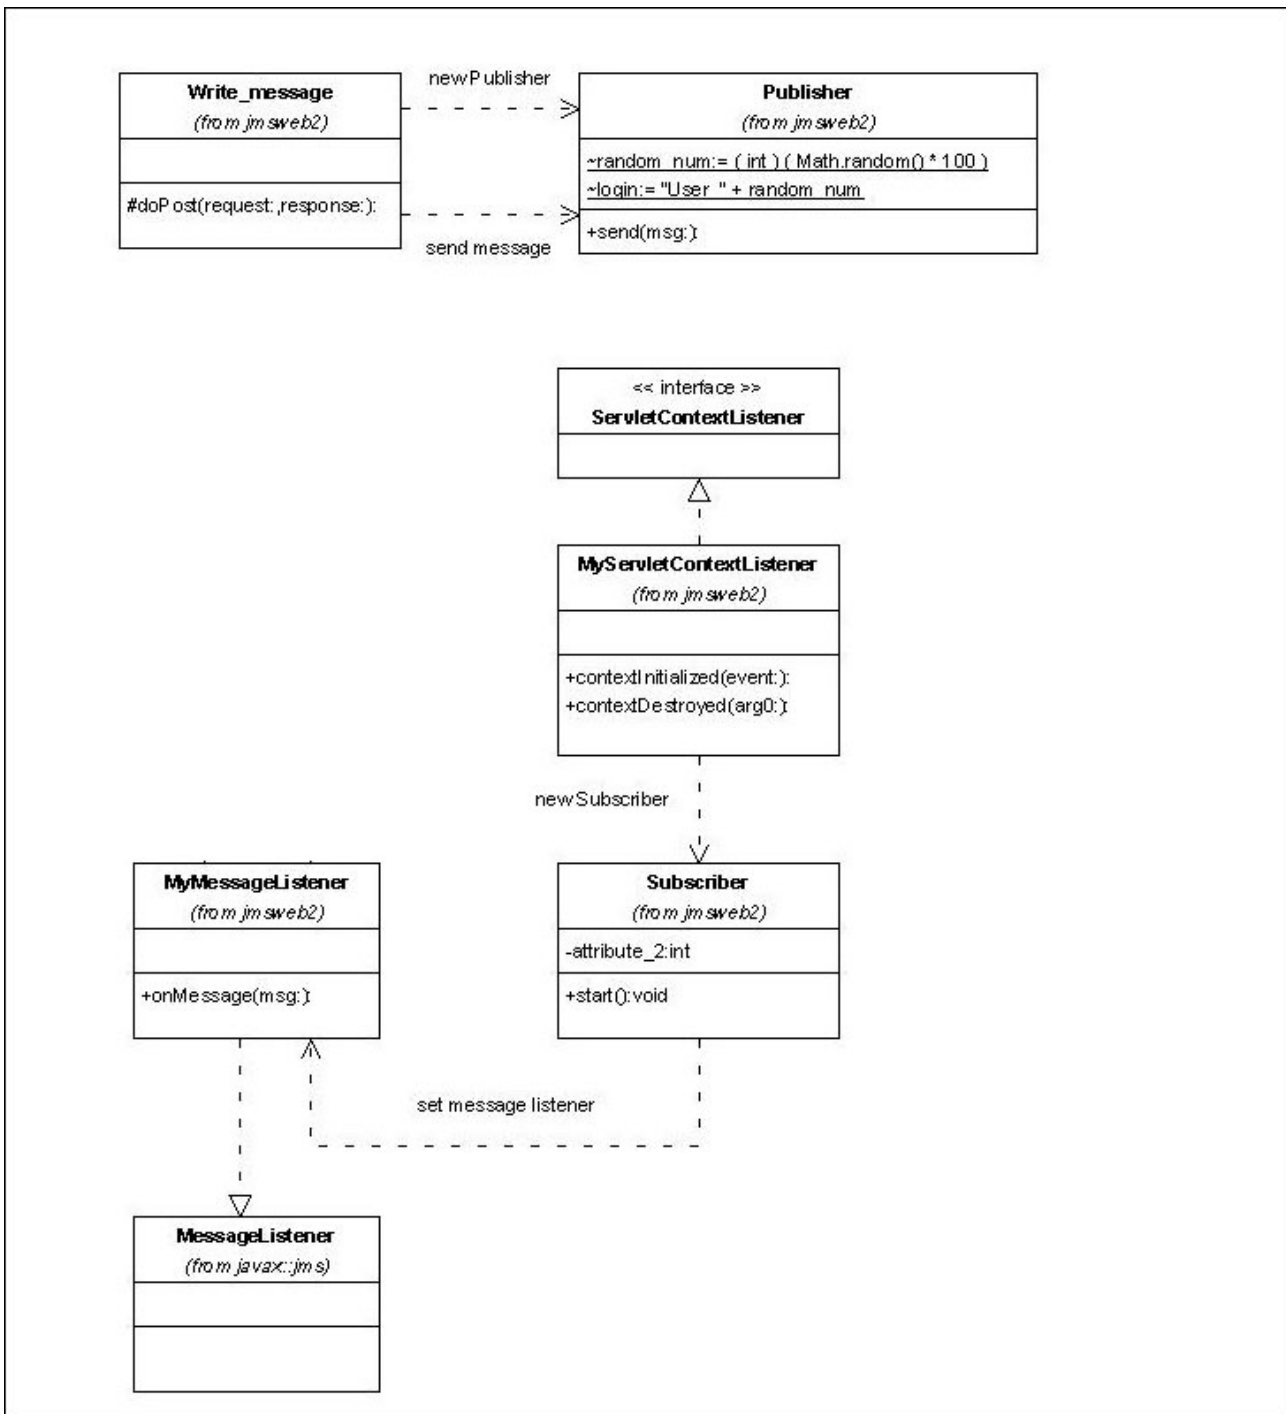 newPublisher
Write_message
(from jmsweb2)
#doPost(request:,response:):
send message
Publisher
(from jmsweb2)
~random_num:= ( int ) ( Math.random() * 100 )
~login:= "User_" + random_num
+send(msg:):
<< interface >>
ServletContextListener
MyServletContextListener
(from jmsweb2)
+contextInitialized(event:):
+contextDestroyed(arg0:):
newSubscriber
MyMessageListener
(from jmsweb2)
+onMessage(msg:):
Subscriber
(from jmsweb2)
-attribute_2:int
+start():void
set message listener
MessageListener
(from javax::jms)